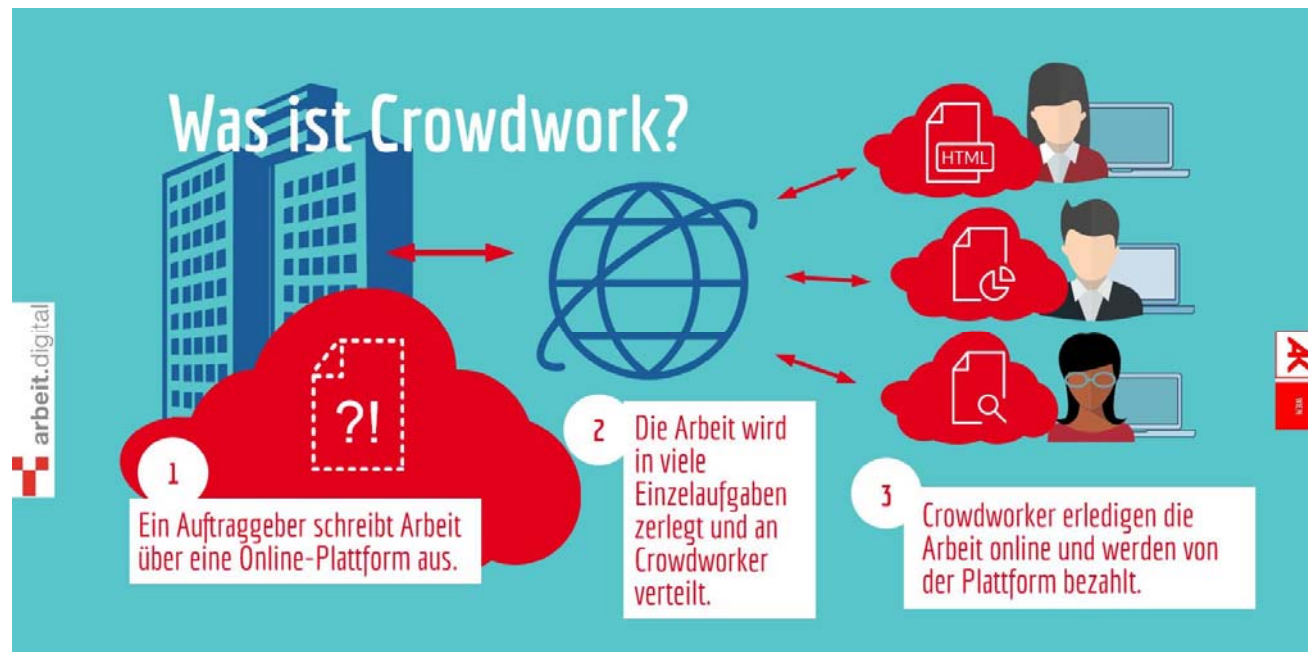 Was ist Crowdwork?
HTML
?!
1
Ein Auftraggeber schreibt Arbeit
über eine Online-Plattform aus.
2
Die Arbeit wird
in viele
Einzelaufgaben
zerlegt und an
Crowdworker
verteilt.
3
Crowdworker erledigen die
Arbeit online und werden von
der Plattform bezahlt.
arbeit.digital
AK
WIEN